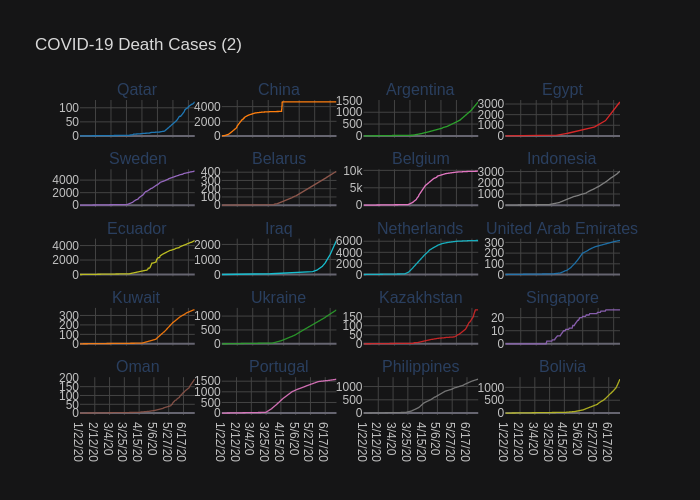 COVID-19 Death Cases (2)
Qatar China Argentina Egypt
100 50 0
4000 2000 0
1500 1000 500 0
3000 2000 1000 0
Sweden Belarus Belgium Indonesia
4000 2000 0
400 300 200 100 0
10k 5k 0
3000 2000 1000 0
Ecuador Iraq Netherlands United Arab Emirates
4000 2000 0
2000 1000 0
6000 4000 2000 0
300 200 100 0
Kuwait Ukraine Kazakhstan Singapore
300 200 100 0
1000 500 0
150 100 50 0
20 10 0
Oman Portugal Philippines Bolivia
200 150 100 50 0
1500 1000 500 0
1000 500 0
1000 500 0
1/22/20 2/12/20 3/4/20 3/25/20 4/15/20 5/6/20 5/27/20 6/17/20
1/22/20 2/12/20 3/4/20 3/25/20 4/15/20 5/6/20 5/27/20 6/17/20
1/22/20 2/12/20 3/4/20 3/25/20 4/15/20 5/6/20 5/27/20 6/17/20
1/22/20 2/12/20 3/4/20 3/25/20 4/15/20 5/6/20 5/27/20 6/17/20